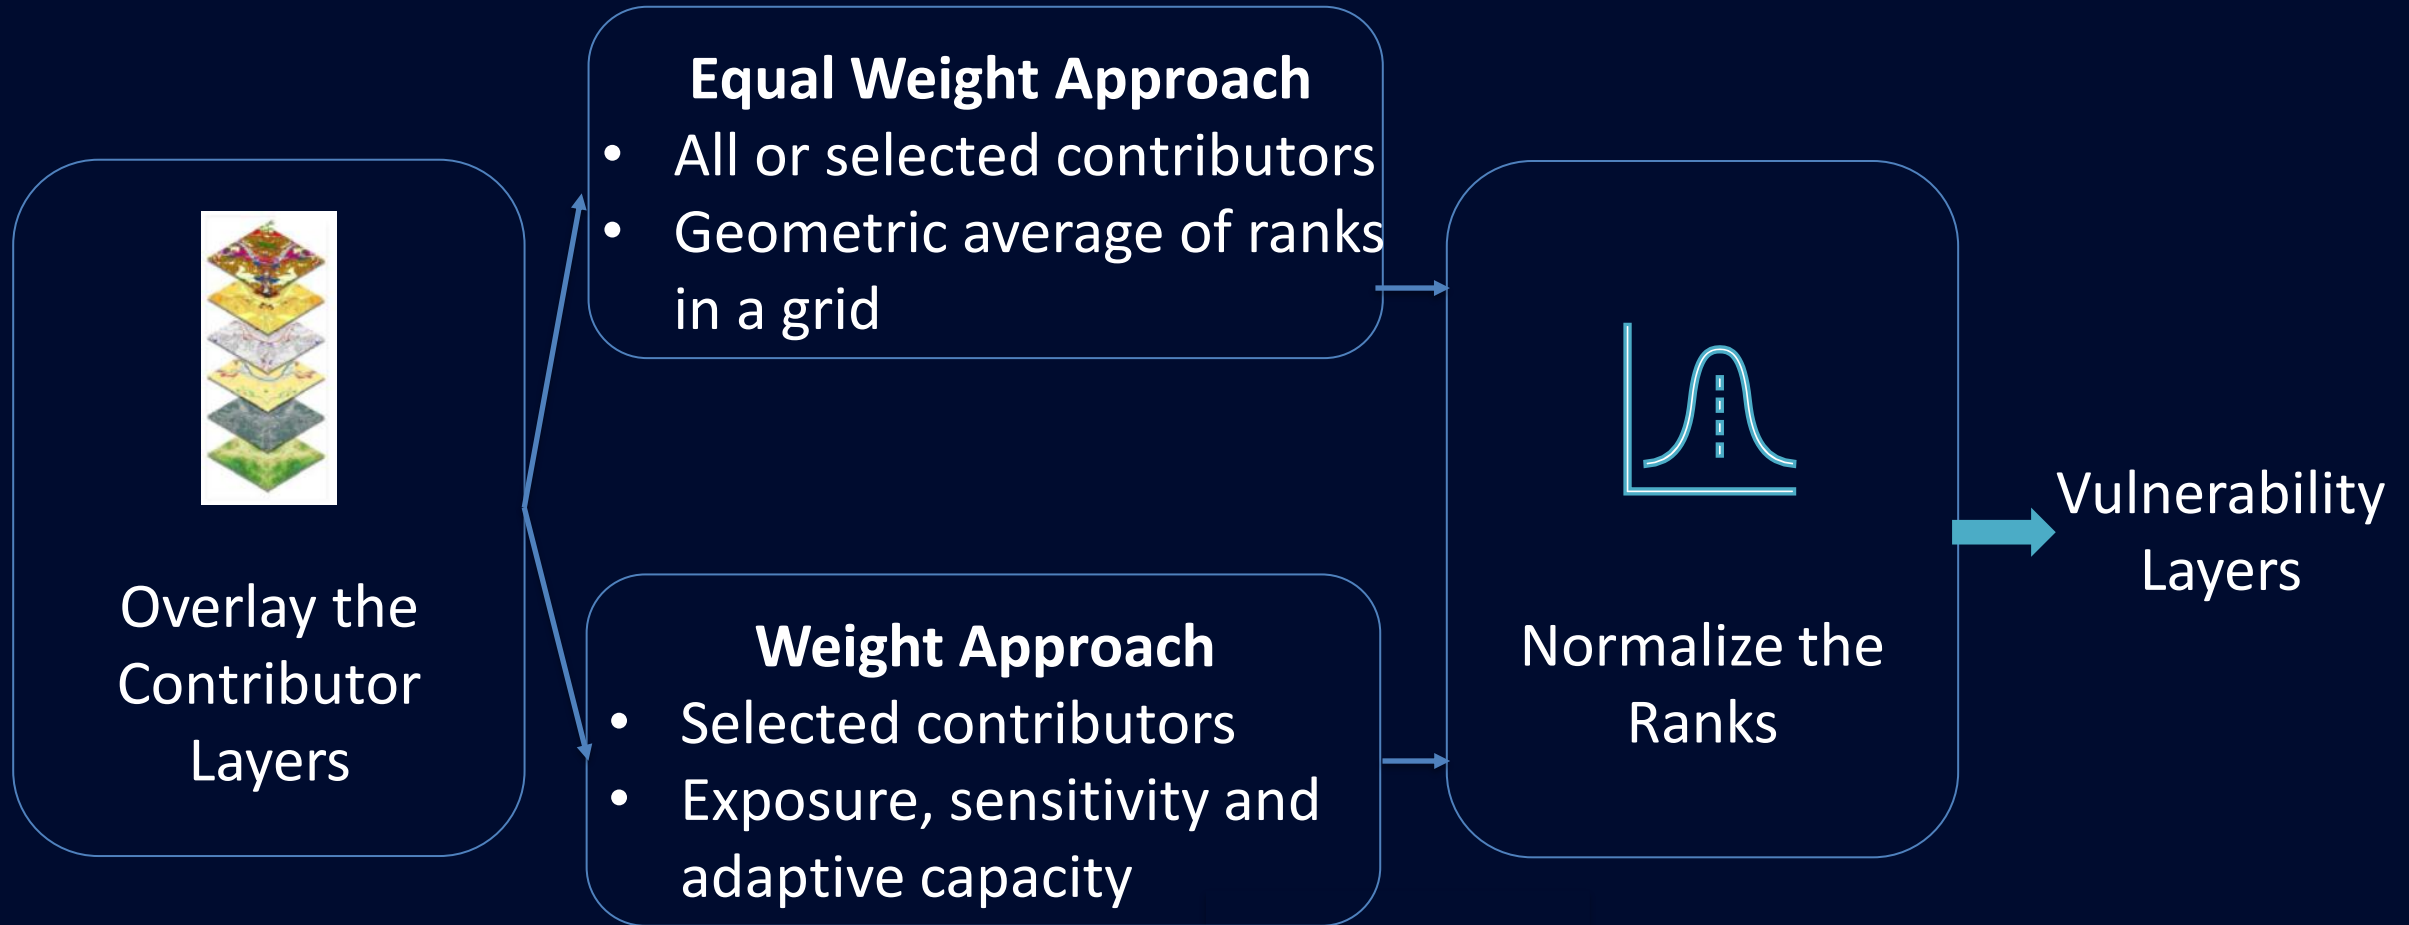 Overlay the
Contributor
Layers
Equal Weight Approach
• All or selected contributors
• Geometric average of ranks
in a grid
Weight Approach
• Selected contributors
• Exposure, sensitivity and
adaptive capacity
Normalize the
Ranks
Vulnerability
Layers